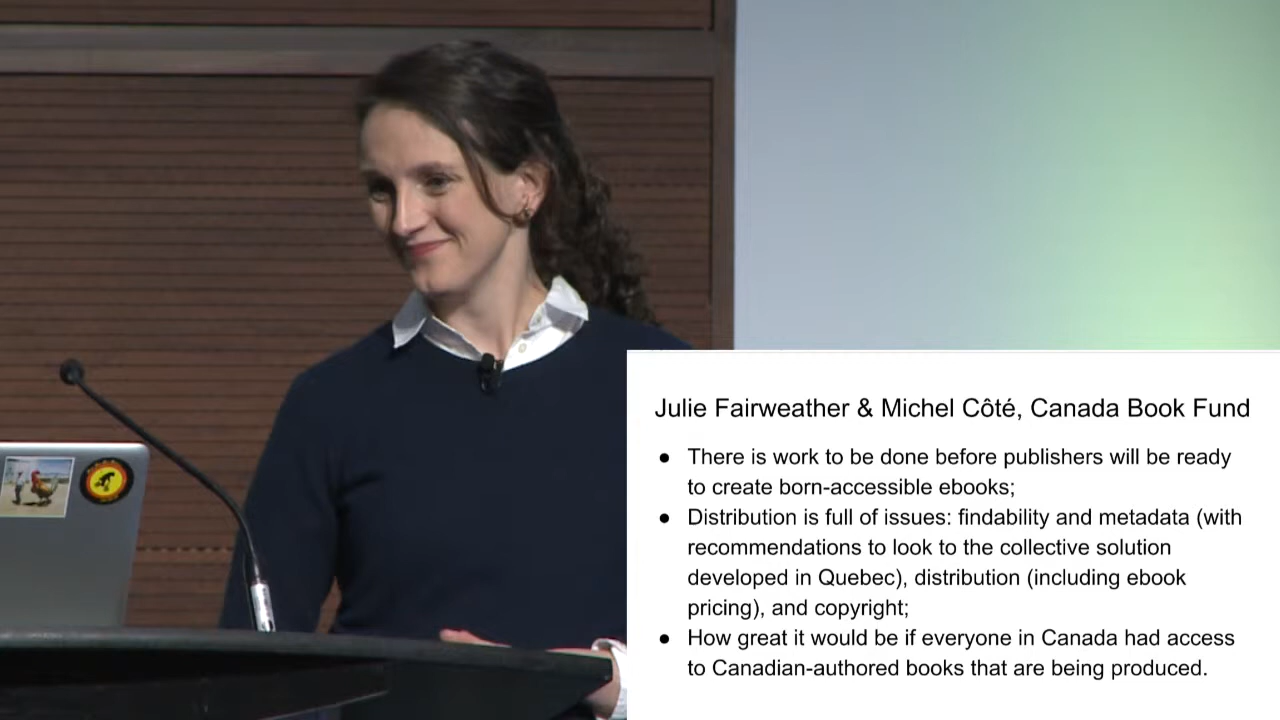 Julie Fairweather & Michel Côté, Canada Book Fund
● There is work to be done before publishers will be ready
to create born-accessible ebooks;
● Distribution is full of issues: findability and metadata (with
recommendations to look to the collective solution
developed in Quebec), distribution (including ebook
pricing), and copyright;
● How great it would be if everyone in Canada had access
to Canadian-authored books that are being produced.